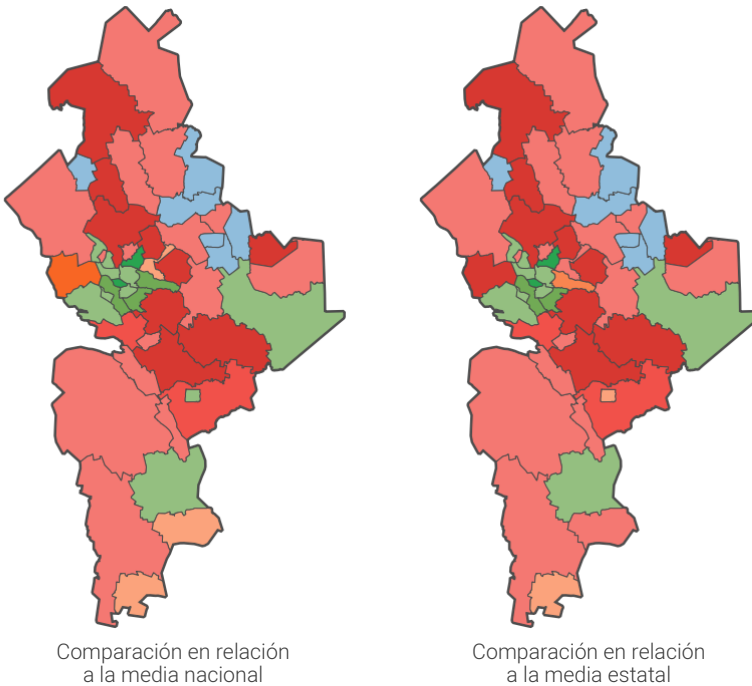 Comparación en relación
a la media nacional
Comparación en relación
a la media estatal